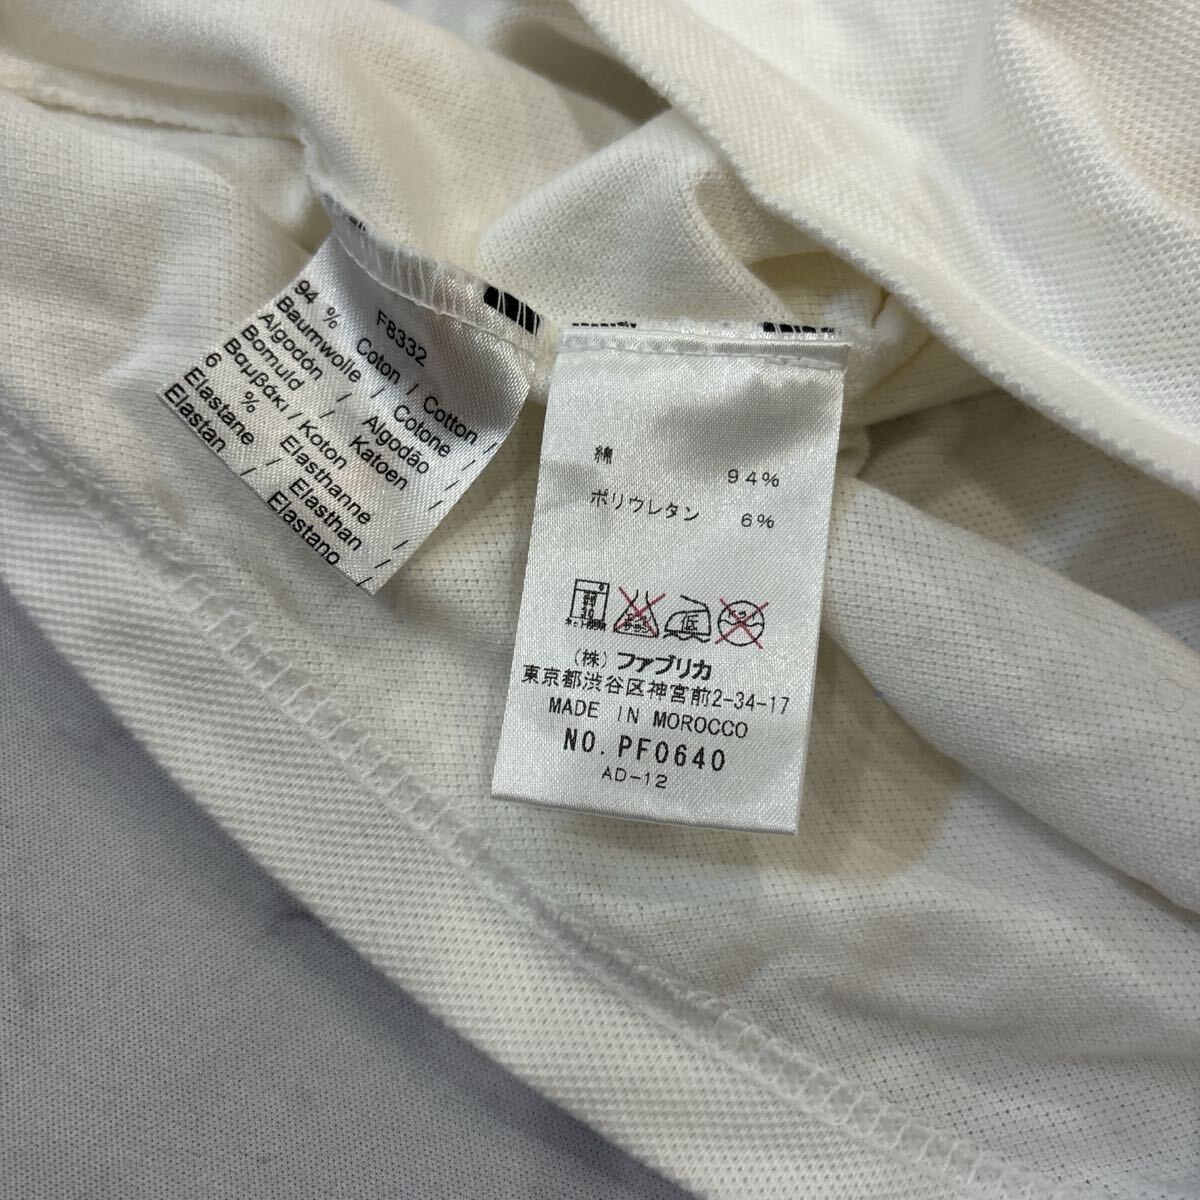 F8332
94 % Coton / Cotton /
Baumwolle / Cotone /
Algodón / Algodão
Bomuld / Katoen /
Βαμβάκι / Koton
6 %
Elastane / Elasthanne /
Elastane / Elasthan /
Elastan / Elastano /
綿 94%
ポリウレタン 6%
(株)ファブリカ
東京都渋谷区神宮前2-34-17
MADE IN MOROCCO
NO. PF0640
AD-12